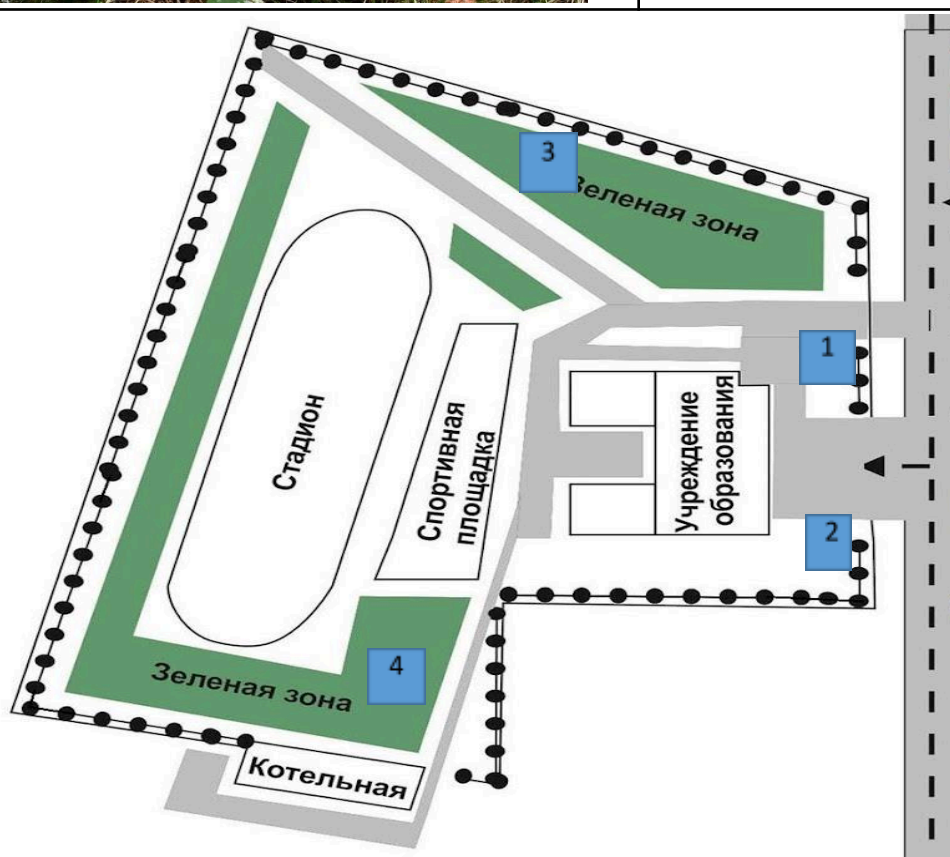 3
Зеленая зона
1
Стадион
Спортивная
площадка
Учреждение
образования
2
4
Зеленая зона
Котельная